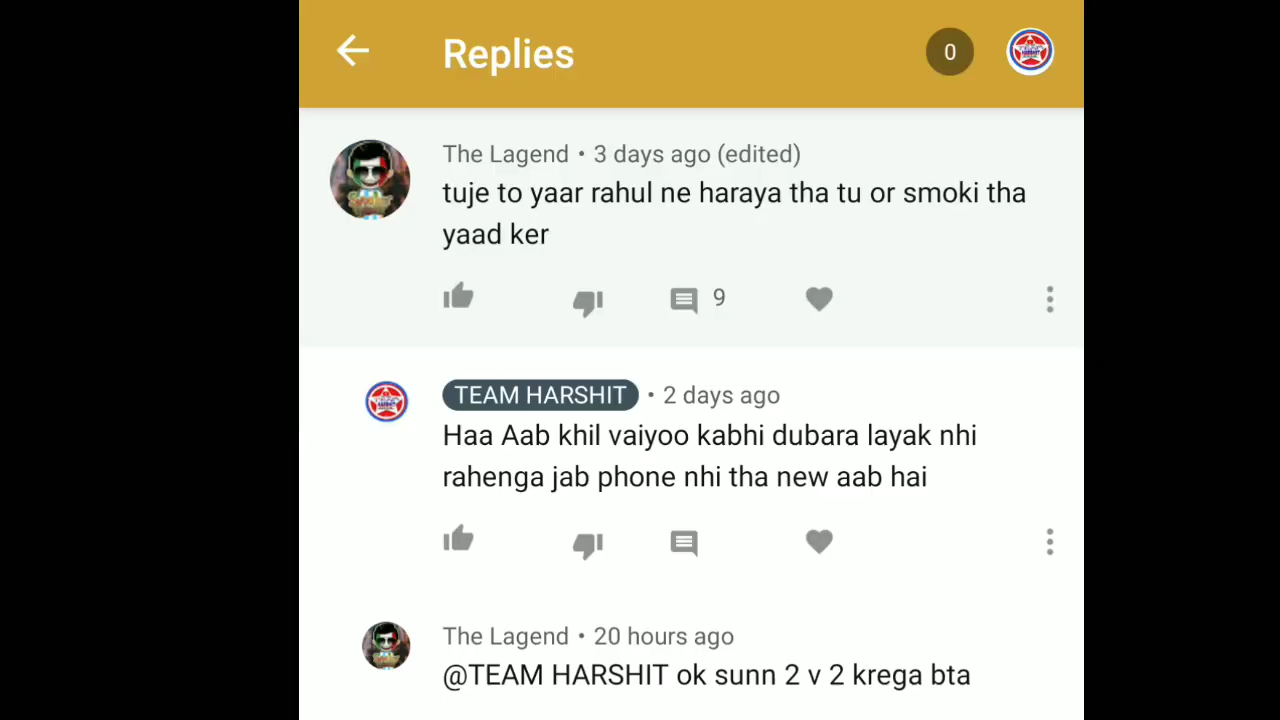 Replies
0
The Lagend • 3 days ago (edited)
tuje to yaar rahul ne haraya tha tu or smoki tha
yaad ker
9
TEAM HARSHIT • 2 days ago
Haa Aab khil vaiyoo kabhi dubara layak nhi
rahenga jab phone nhi tha new aab hai
The Lagend • 20 hours ago
@TEAM HARSHIT ok sunn 2 v 2 krega bta